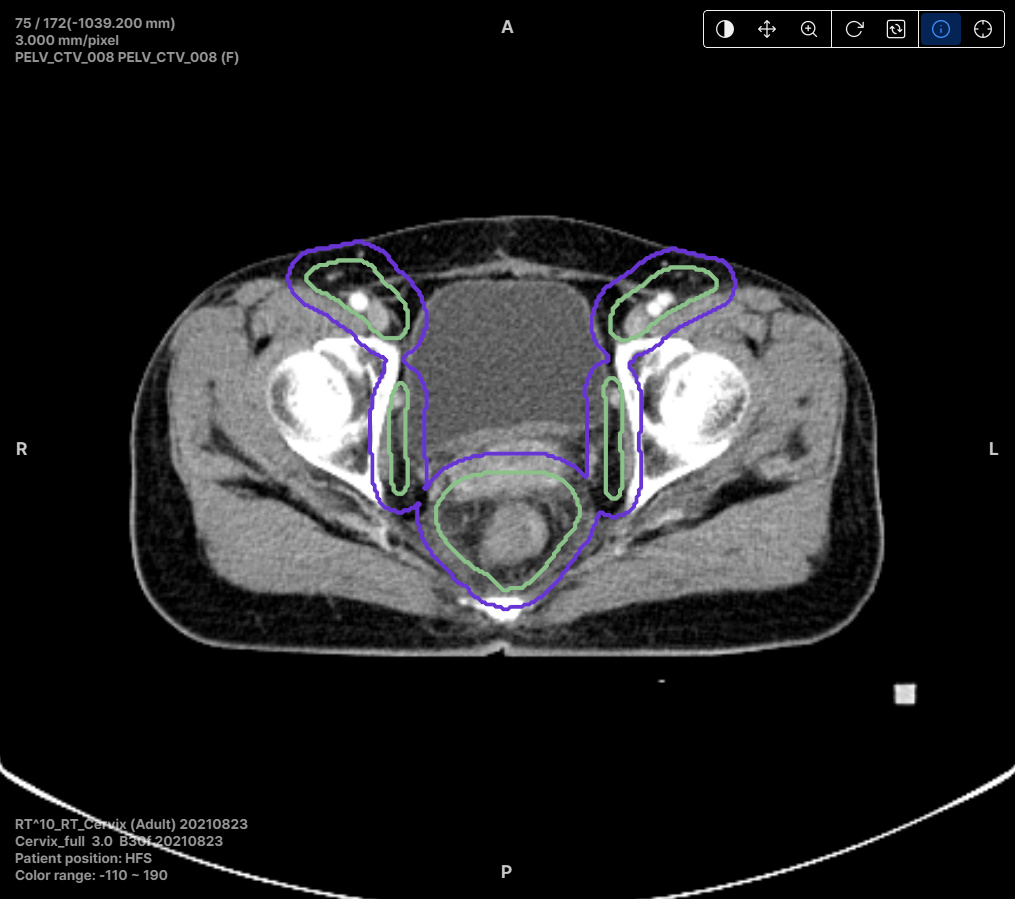 75 / 172(-1039.200 mm)
3.000 mm/pixel
PELV_CTV_008 PELV_CTV_008 (F)
A
R
L
RT^10_RT_Cervix (Adult) 20210823
Cervix_full  3.0  B30f 20210823
Patient position: HFS
Color range: -110 ~ 190
P